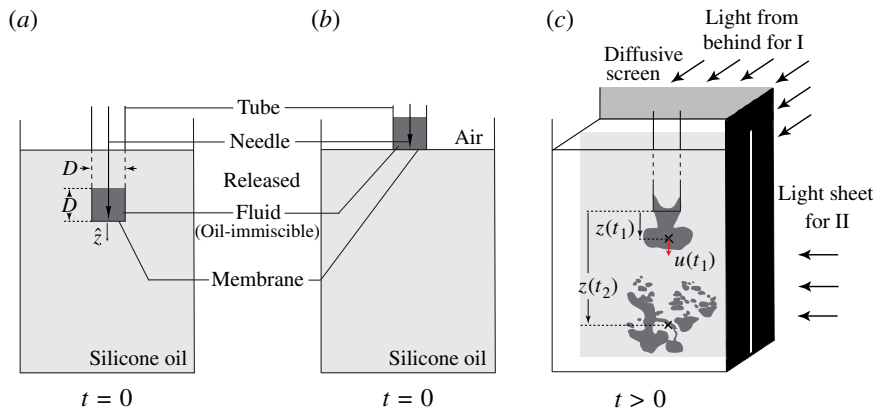 (a)
(b)
(c)
Light from
behind for I
Diffusive
screen
Tube
Needle
Air
D
Released
D
Fluid
(Oil-immiscible)
ẑ
Membrane
Silicone oil
Silicone oil
z(t₁)
u(t₁)
z(t₂)
Light sheet
for II
t = 0
t = 0
t > 0